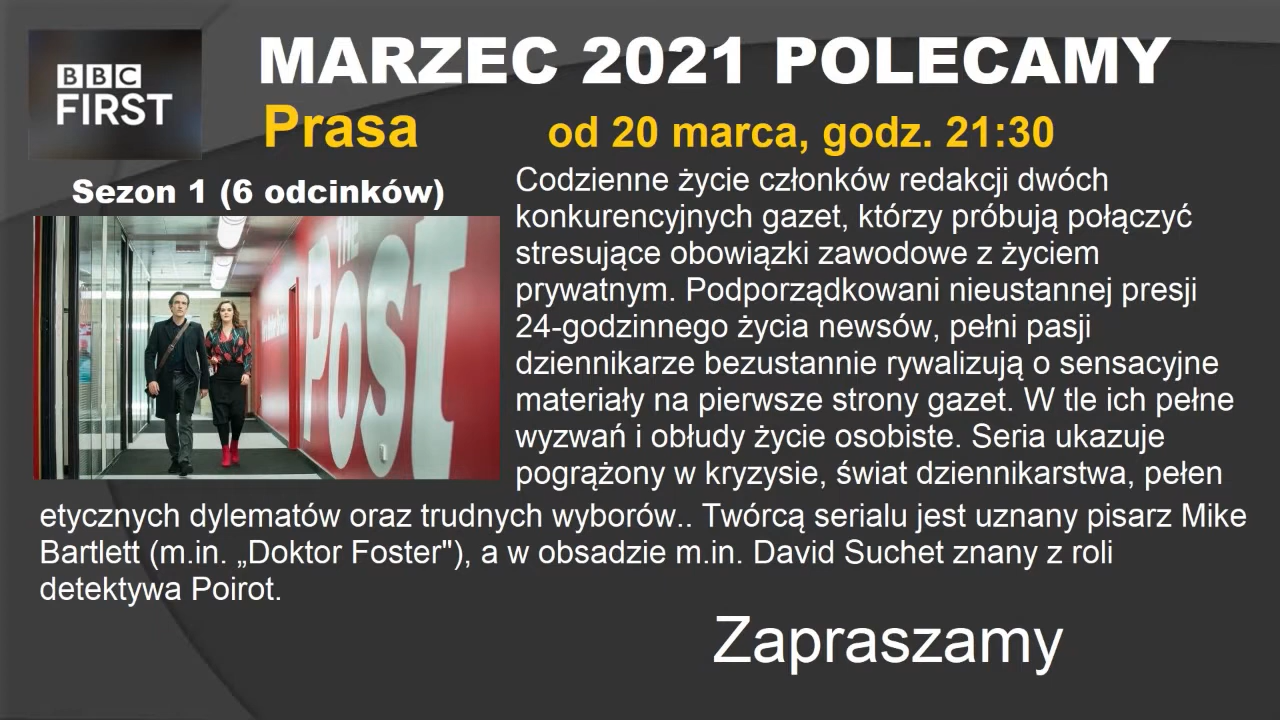 BBC
FIRST
MARZEC 2021 POLECAMY
Prasa
od 20 marca, godz. 21:30
Sezon 1 (6 odcinków)
THE
Post
Codzienne życie członków redakcji dwóch
konkurencyjnych gazet, którzy próbują połączyć
stresujące obowiązki zawodowe z życiem
prywatnym. Podporządkowani nieustannej presji
24-godzinnego życia newsów, pełni pasji
dziennikarze bezustannie rywalizują o sensacyjne
materiały na pierwsze strony gazet. W tle ich pełne
wyzwań i obłudy życie osobiste. Seria ukazuje
pogrążony w kryzysie, świat dziennikarstwa, pełen
etycznych dylematów oraz trudnych wyborów.. Twórcą serialu jest uznany pisarz Mike
Bartlett (m.in. „Doktor Foster"), a w obsadzie m.in. David Suchet znany z roli
detektywa Poirot.
Zapraszamy